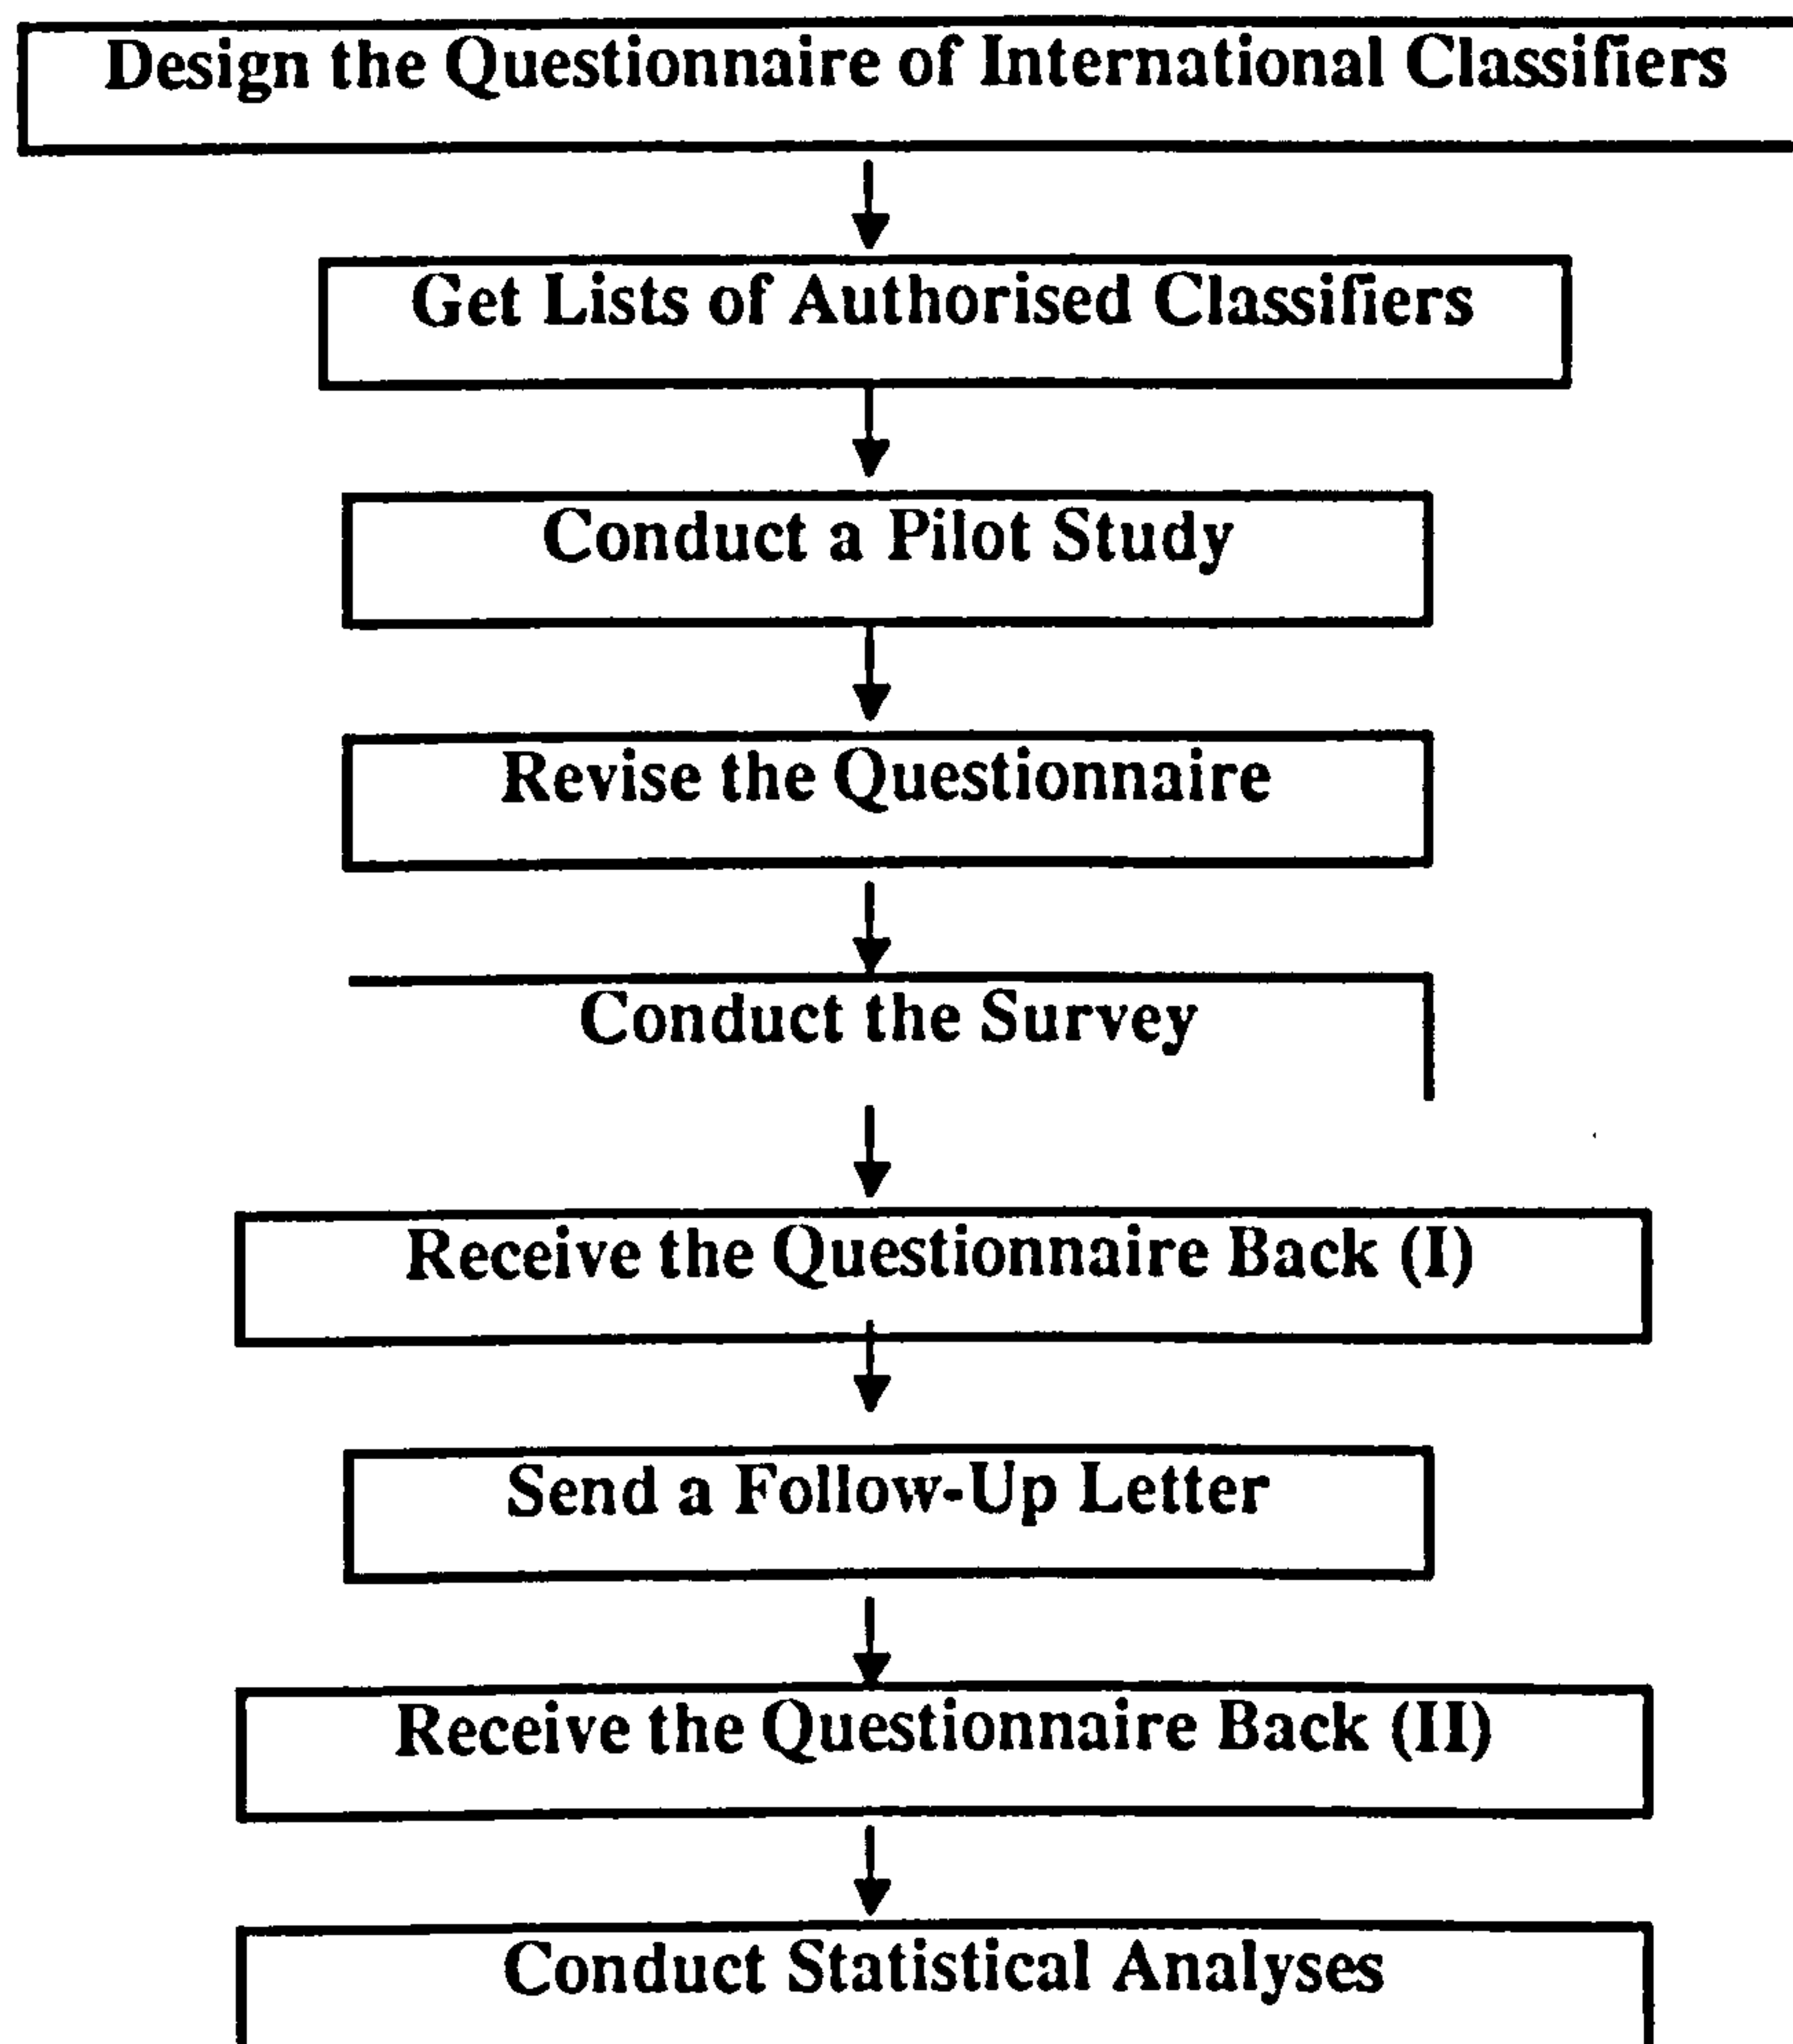 Design the Questionnaire of International Classifiers
Get Lists of Authorised Classifiers
Conduct a Pilot Study
Revise the Questionnaire
Conduct the Survey
Receive the Questionnaire Back (I)
Send a Follow-Up Letter
Receive the Questionnaire Back (II)
Conduct Statistical Analyses